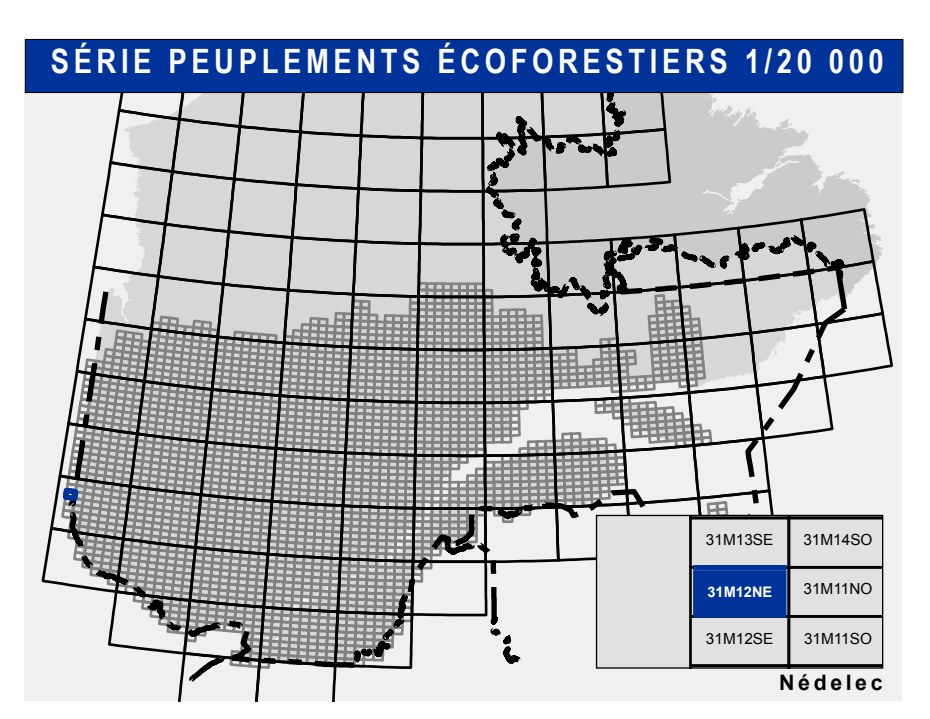 SÉRIE PEUPLEMENTS ÉCOFORESTIERS 1/20 000
31M13SE 31M14SO
31M12NE 31M11NO
31M12SE 31M11SO
Nédelec